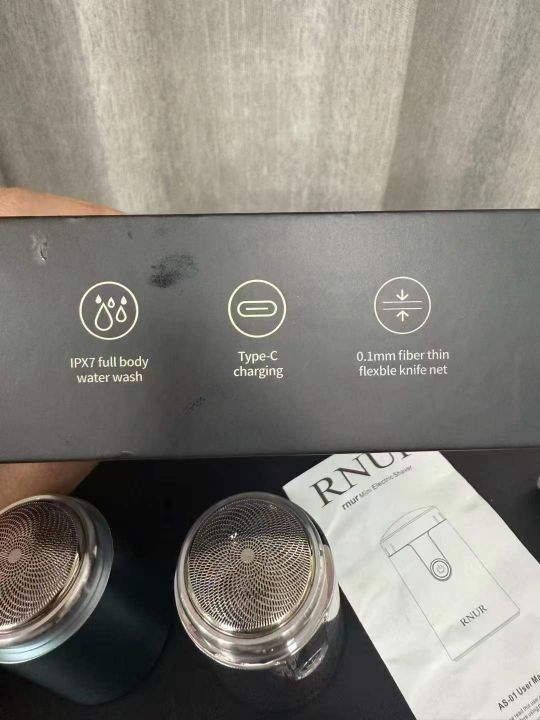 IPX7 full body
water wash
Type-C
charging
0.1mm fiber thin
flexble knife net
RNUR
rnur Mini Electric Shaver
RNUR
AS-01 User